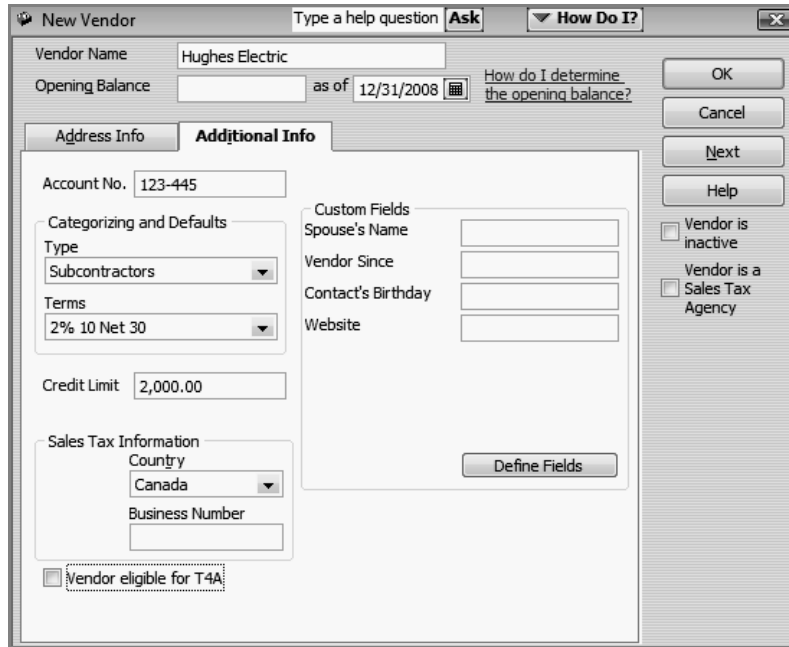 New Vendor
Type a help question Ask
How Do I?
Vendor Name
Hughes Electric
Opening Balance
as of 12/31/2008
How do I determine
the opening balance?
OK
Cancel
Next
Help
Vendor is
inactive
Vendor is a
Sales Tax
Agency
Address Info
Additional Info
Account No. 123-445
Categorizing and Defaults
Type
Subcontractors
Terms
2% 10 Net 30
Credit Limit 2,000.00
Sales Tax Information
Country
Canada
Business Number
Vendor eligible for T4A
Custom Fields
Spouse's Name
Vendor Since
Contact's Birthday
Website
Define Fields